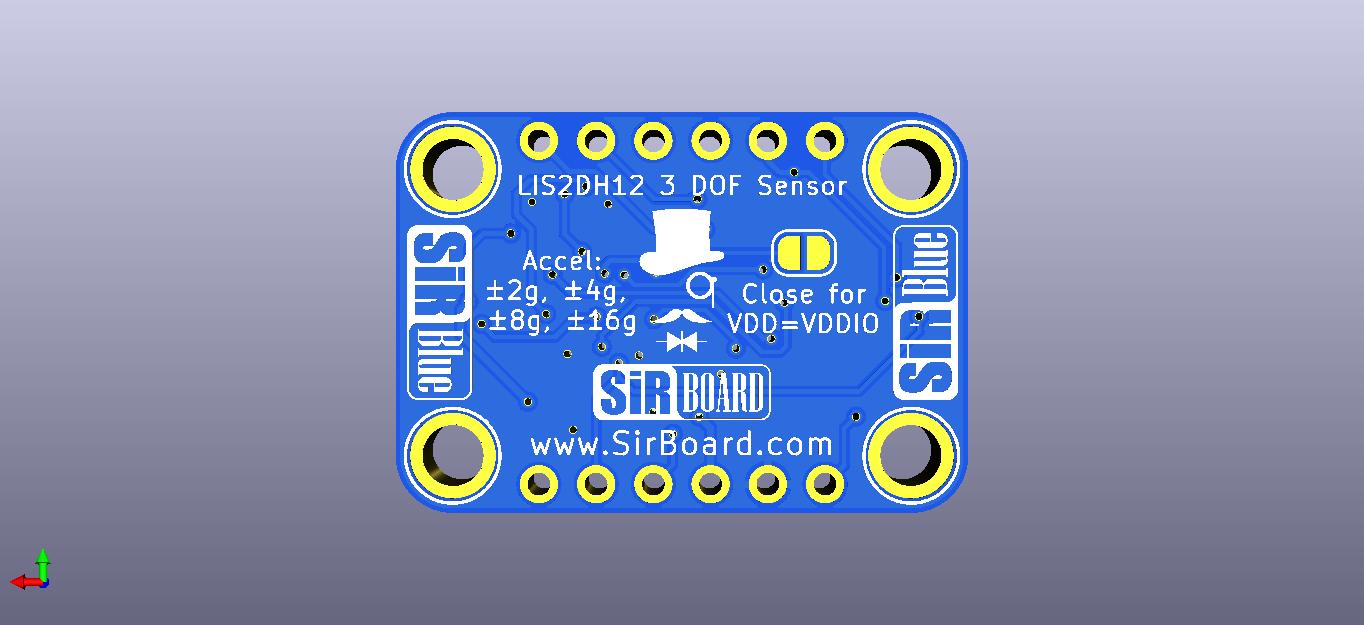 LIS2DH12 3 DOF Sensor
SiR Blue
Accel:
±2g, ±4g,
±8g, ±16g
Close for
VDD=VDDIO
SiR Blue
SiR BOARD
www.SirBoard.com